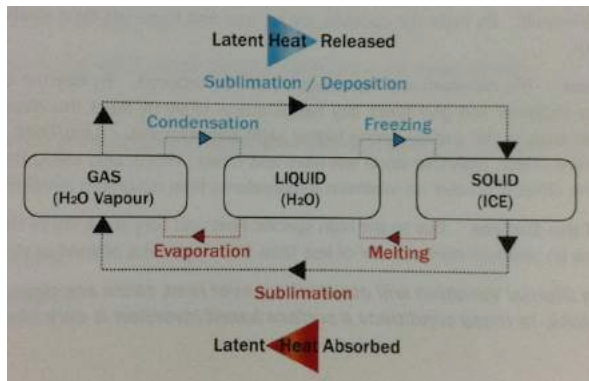 Latent Heat Released
Sublimation / Deposition
Condensation
Freezing
GAS
(H2O Vapour)
LIQUID
(H2O)
SOLID
(ICE)
Evaporation
Melting
Sublimation
Latent Heat Absorbed